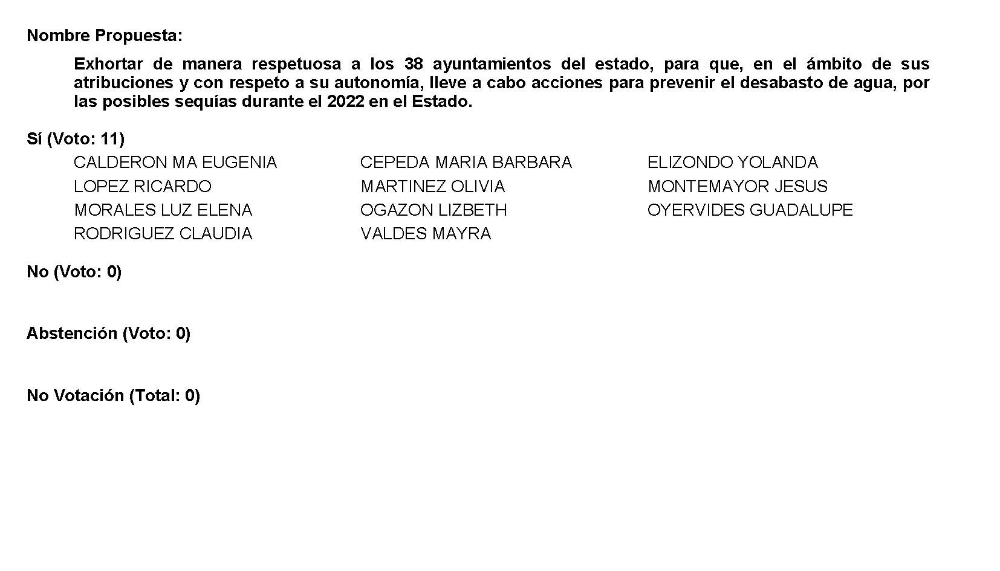 Nombre Propuesta:
Exhortar de manera respetuosa a los 38 ayuntamientos del estado, para que, en el ámbito de sus
atribuciones y con respeto a su autonomía, lleve a cabo acciones para prevenir el desabasto de agua, por
las posibles sequías durante el 2022 en el Estado.
Sí (Voto: 11)
CALDERON MA EUGENIA CEPEDA MARIA BARBARA ELIZONDO YOLANDA
LOPEZ RICARDO MARTINEZ OLIVIA MONTEMAYOR JESUS
MORALES LUZ ELENA OGAZON LIZBETH OYERVIDES GUADALUPE
RODRIGUEZ CLAUDIA VALDES MAYRA
No (Voto: 0)
Abstención (Voto: 0)
No Votación (Total: 0)